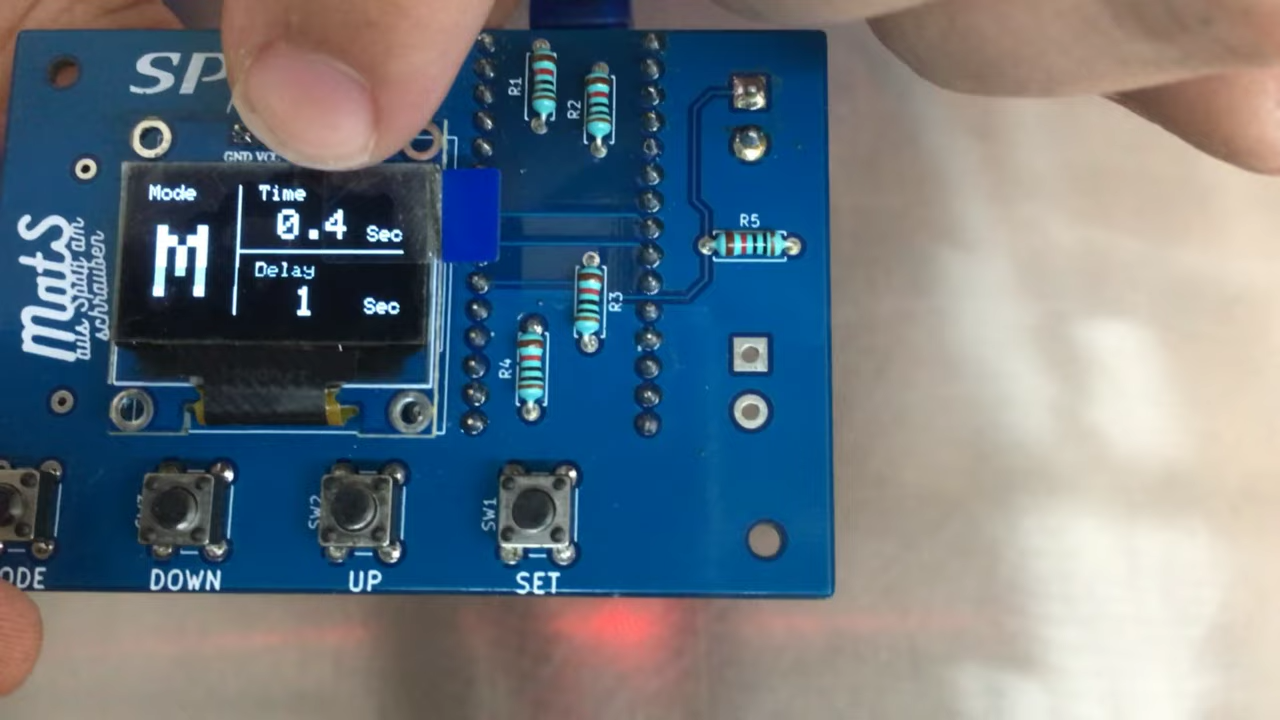 SP
GND VCC
R1
R2
Mode
Time
0.4 Sec
M
Delay
1 Sec
R5
R3
R4
Mats
aus Spaß am
schrauben
SW2
SW1
ODE
DOWN
UP
SET